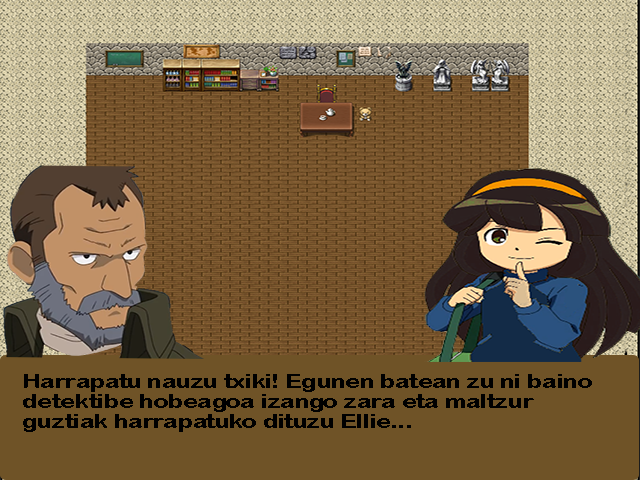 Harrapatu nauzu txiki! Egunen batean zu ni baino
detektibe hobeagoa izango zara eta maltzur
guztiak harrapatuko dituzu Ellie...